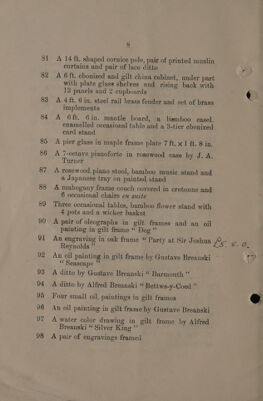 8
81 A 14 ft. shaped cornice pole, pair of printed muslin
curtains and pair of lace ditto
82 A 6 ft. ebonized and gilt china cabinet, under part
with plate glass shelves and rising back with
12 panels and 2 cupboards
83 A 4 ft. 6 in. steel rail brass fender and set of brass
implements
84 A 6 ft. 6 in. mantle board, a bamboo easel,
enamelled occasional table and a 3-tier ebonized
card stand
85 A pier glass in maple frame plate 7 ft. × 1 ft. 8 in.
86 A 7-octave pianoforte in rosewood case by J. A.
Turner
87 A rosewood piano stool, bamboo music stand and
a Japanese tray on painted stand
88 A mahogany frame couch covered in cretonne and
6 occasional chairs en suite
89 Three occasional tables, bamboo flower stand with
4 pots and a wicker basket
90 A pair of oleographs in gilt frames and an oil
painting in gilt frame " Dog "
91 An engraving in oak frame " Party at Sir Joshua
Reynolds " £5. 0. 0.
92 An oil painting in gilt frame by Gustave Breanski
" Seascape "
93 A ditto by Gustave Breanski " Barmouth "
94 A ditto by Alfred Breanski " Bettws-y-Coed "
95 Four small oil paintings in gilt frames
96 An oil painting in gilt frame by Gustave Breanski
97 A water color drawing in gilt frame by Alfred
Breanski " Silver King "
98 A pair of engravings framed